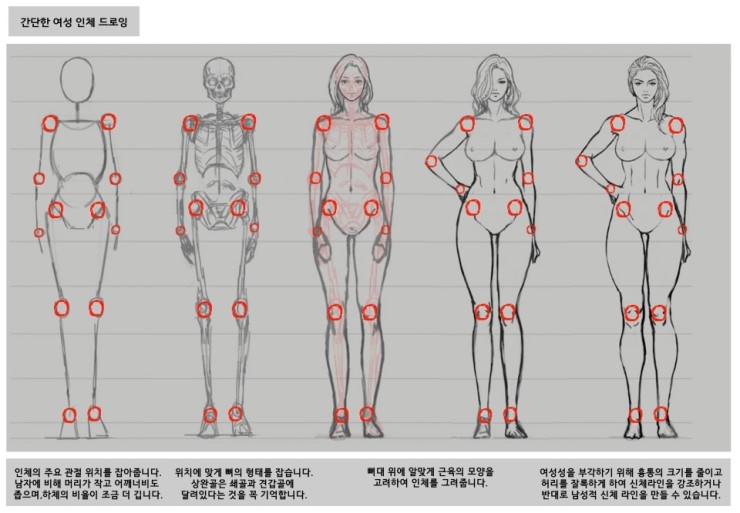 간단한 여성 인체 드로잉
인체의 주요 관절 위치를 잡아줍니다.
남자에 비해 머리가 작고 어깨너비도
좁으며,하체의 비율이 조금 더 깁니다.
위치에 맞게 뼈의 형태를 잡습니다.
상완골은 쇄골과 견갑골에
달려있다는 것을 꼭 기억합니다.
뼈대 위에 알맞게 근육의 모양을
고려하여 인체를 그려줍니다.
여성성을 부각하기 위해 흉통의 크기를 줄이고
허리를 잘록하게 하여 신체라인을 강조하거나
반대로 남성적 신체 라인을 만들 수 있습니다.